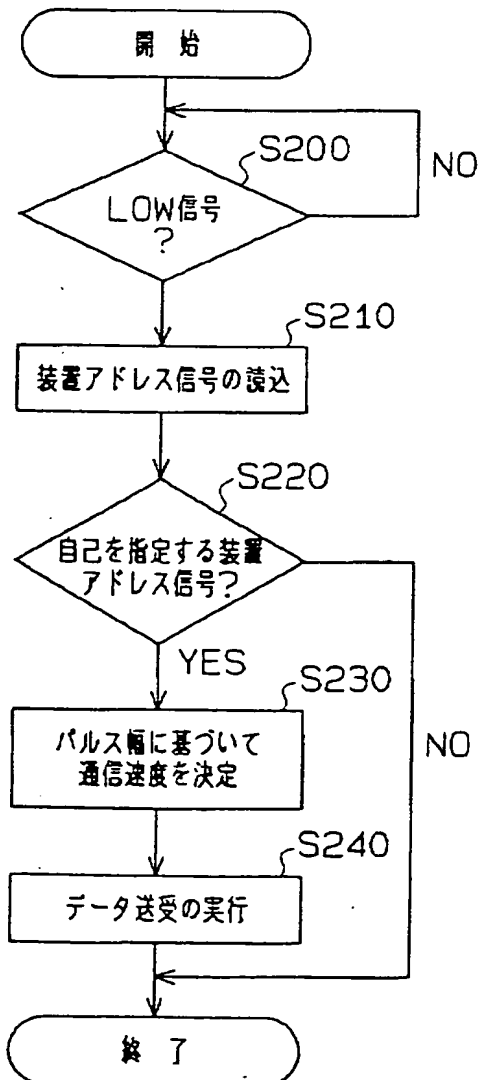 開 始
S200
NO
LOW信号
?
S210
装置アドレス信号の読込
S220
自己を指定する装置
アドレス信号?
YES
S230
パルス幅に基づいて
通信速度を決定
NO
S240
データ送受の実行
終 了